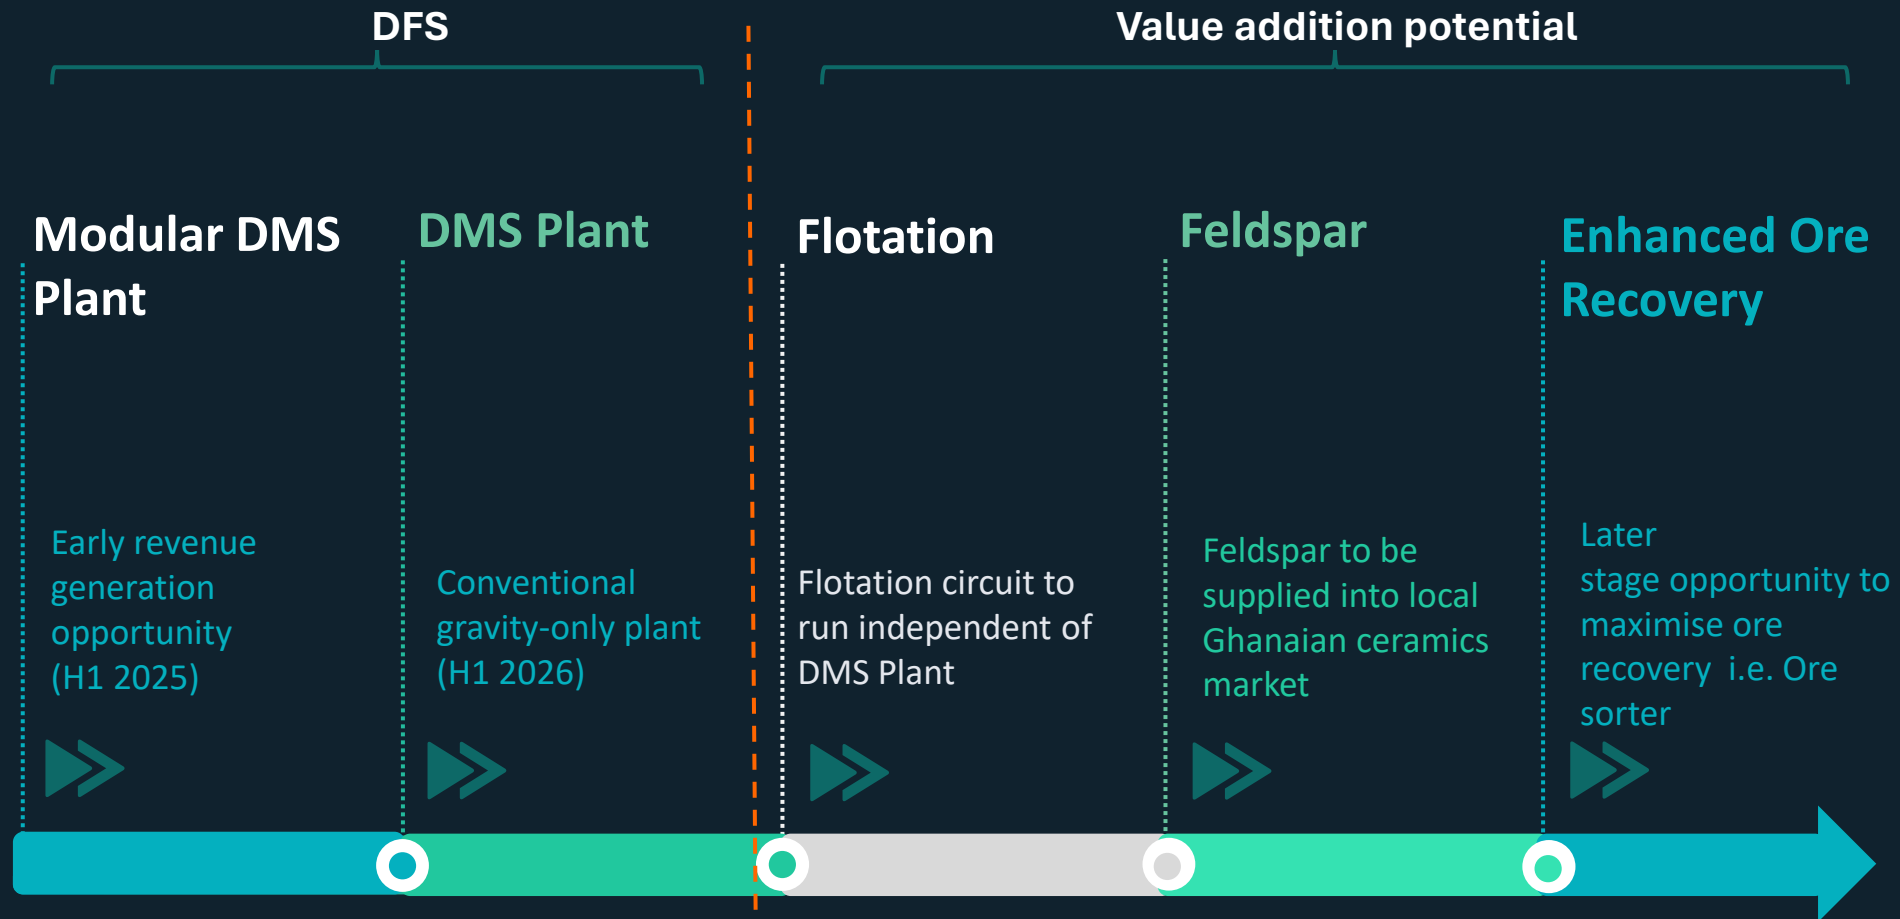 DFS
Value addition potential
Modular DMS
Plant
DMS Plant
Flotation
Feldspar
Enhanced Ore
Recovery
Early revenue
generation
opportunity
(H1 2025)
Conventional
gravity-only plant
(H1 2026)
Flotation circuit to
run independent of
DMS Plant
Feldspar to be
supplied into local
Ghanaian ceramics
market
Later
stage opportunity to
maximise ore
recovery  i.e. Ore
sorter